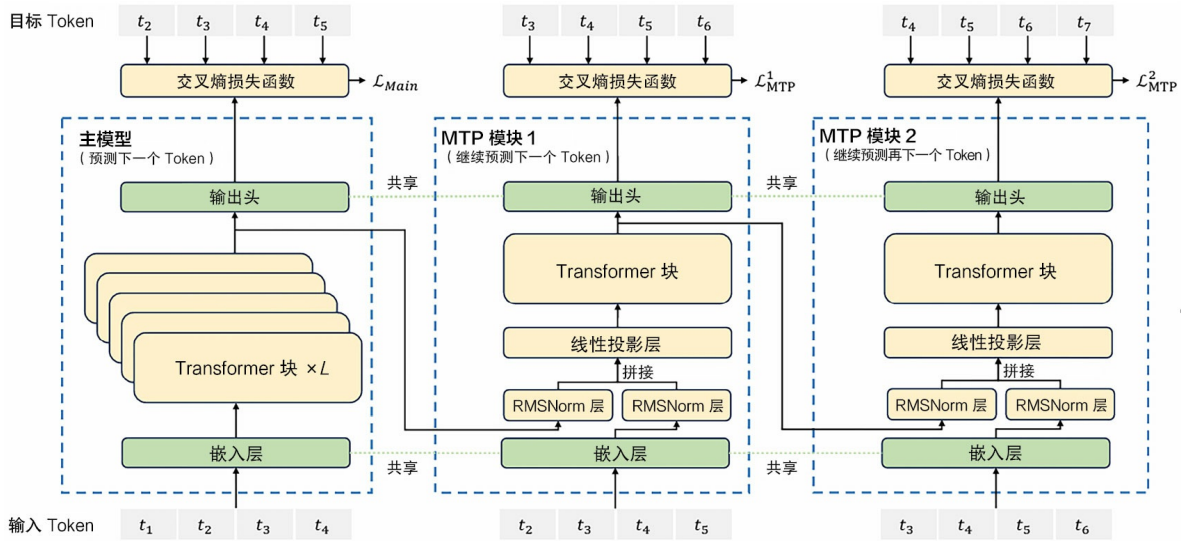 目标 Token
t₂ t₃ t₄ t₅
t₃ t₄ t₅ t₆
t₄ t₅ t₆ t₇
交叉熵损失函数
ℒ_Main
交叉熵损失函数
ℒ¹_MTP
交叉熵损失函数
ℒ²_MTP
主模型
（预测下一个 Token）
输出头
Transformer 块 ×L
嵌入层
共享
共享
MTP 模块 1
（继续预测下一个 Token）
输出头
Transformer 块
线性投影层
拼接
RMSNorm 层
RMSNorm 层
嵌入层
共享
共享
MTP 模块 2
（继续预测再下一个 Token）
输出头
Transformer 块
线性投影层
拼接
RMSNorm 层
RMSNorm 层
嵌入层
输入 Token
t₁ t₂ t₃ t₄
t₂ t₃ t₄ t₅
t₃ t₄ t₅ t₆